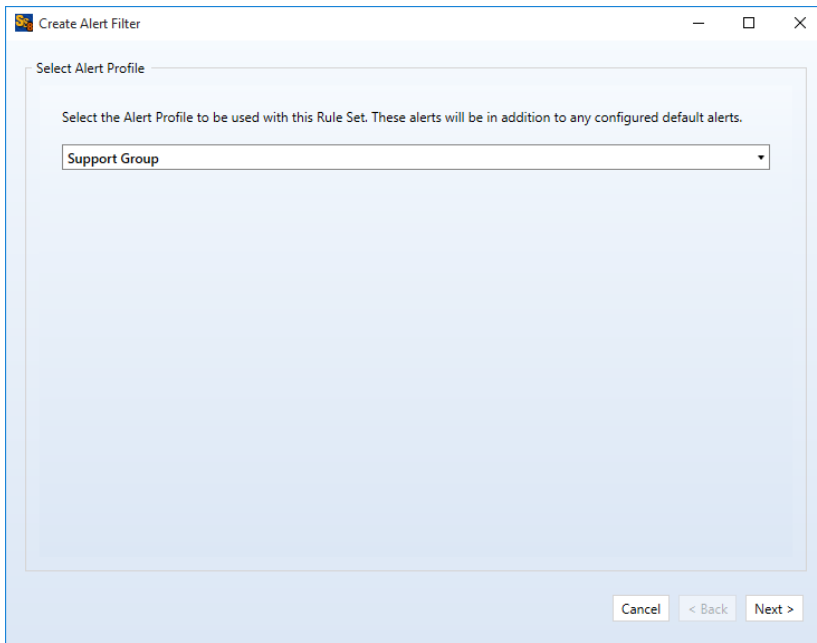 Create Alert Filter
Select Alert Profile
Select the Alert Profile to be used with this Rule Set. These alerts will be in addition to any configured default alerts.
Support Group
Cancel
< Back
Next >